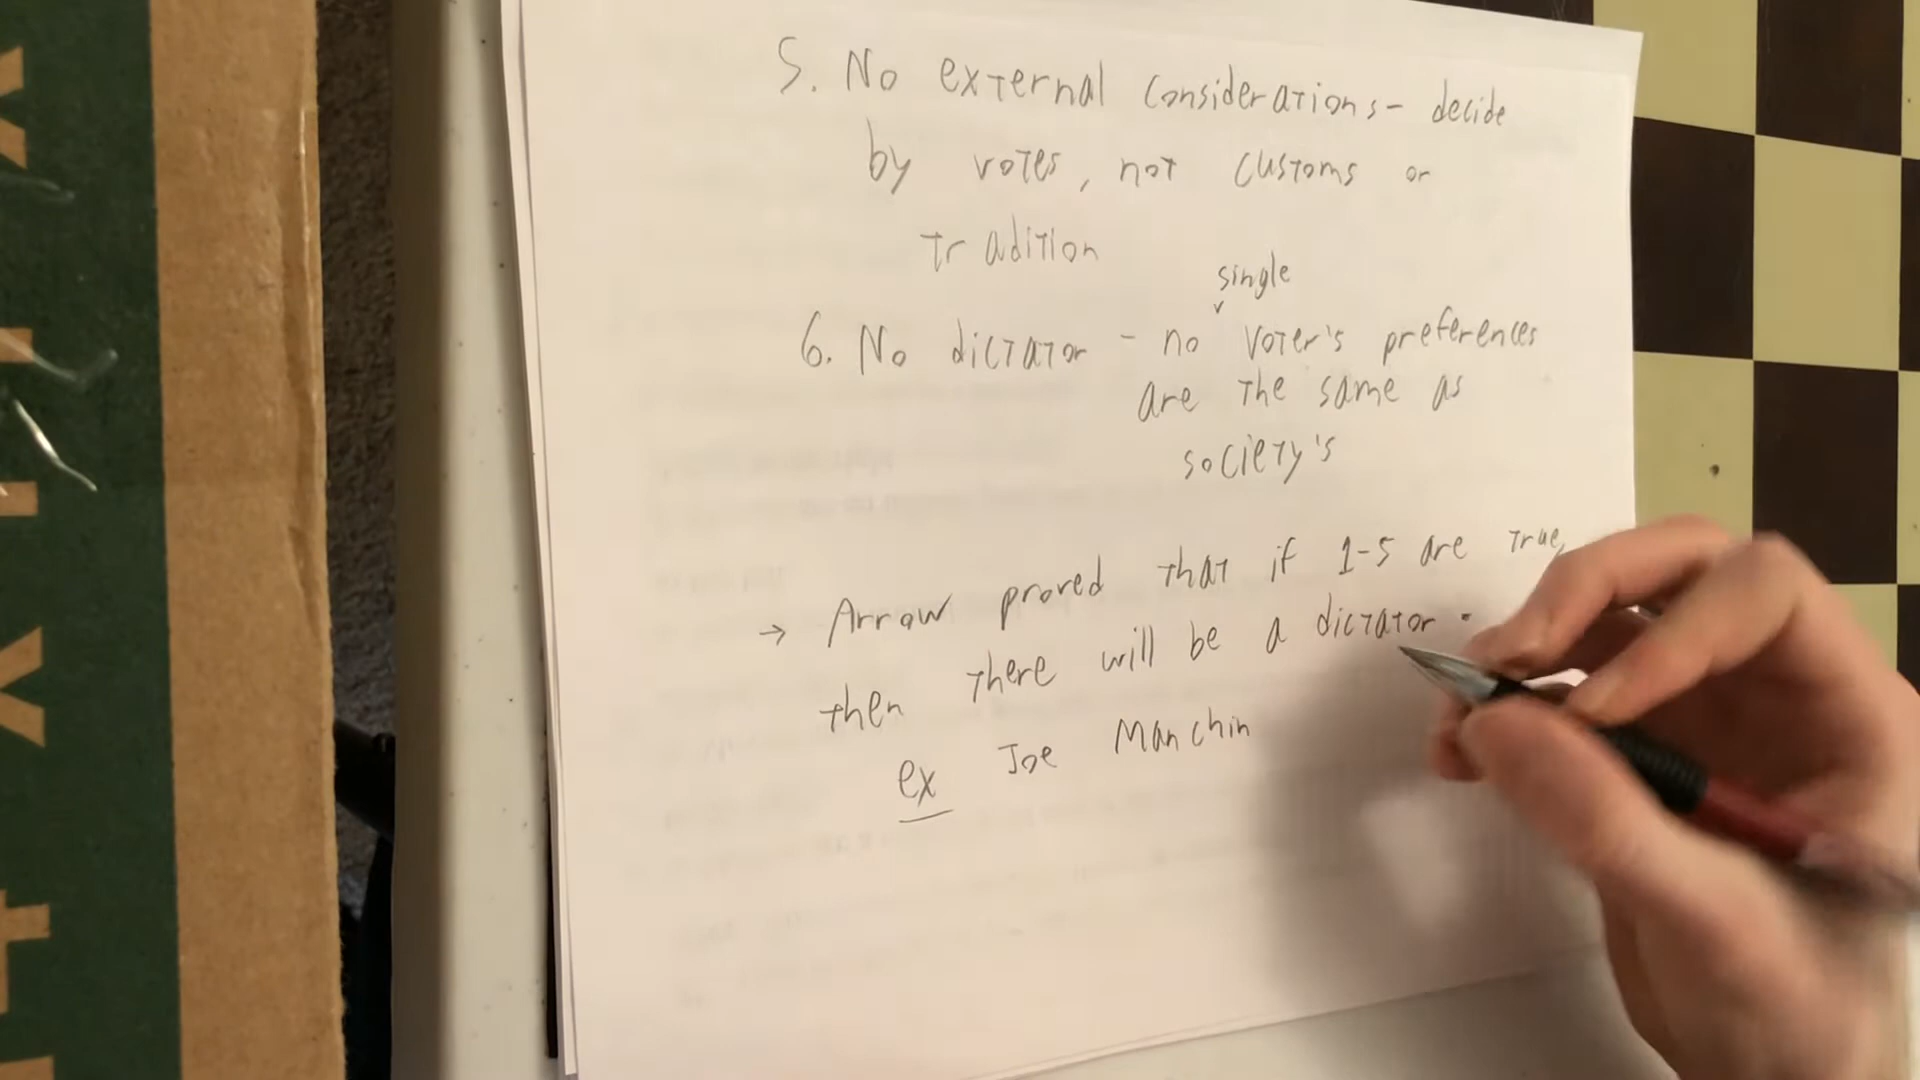 5. No external considerations - decide
by votes, not customs or
tradition
single
6. No dictator - no voter's preferences
are the same as
society's
→ Arrow proved that if 1-5 are true,
then there will be a dictator.
ex Joe Manchin